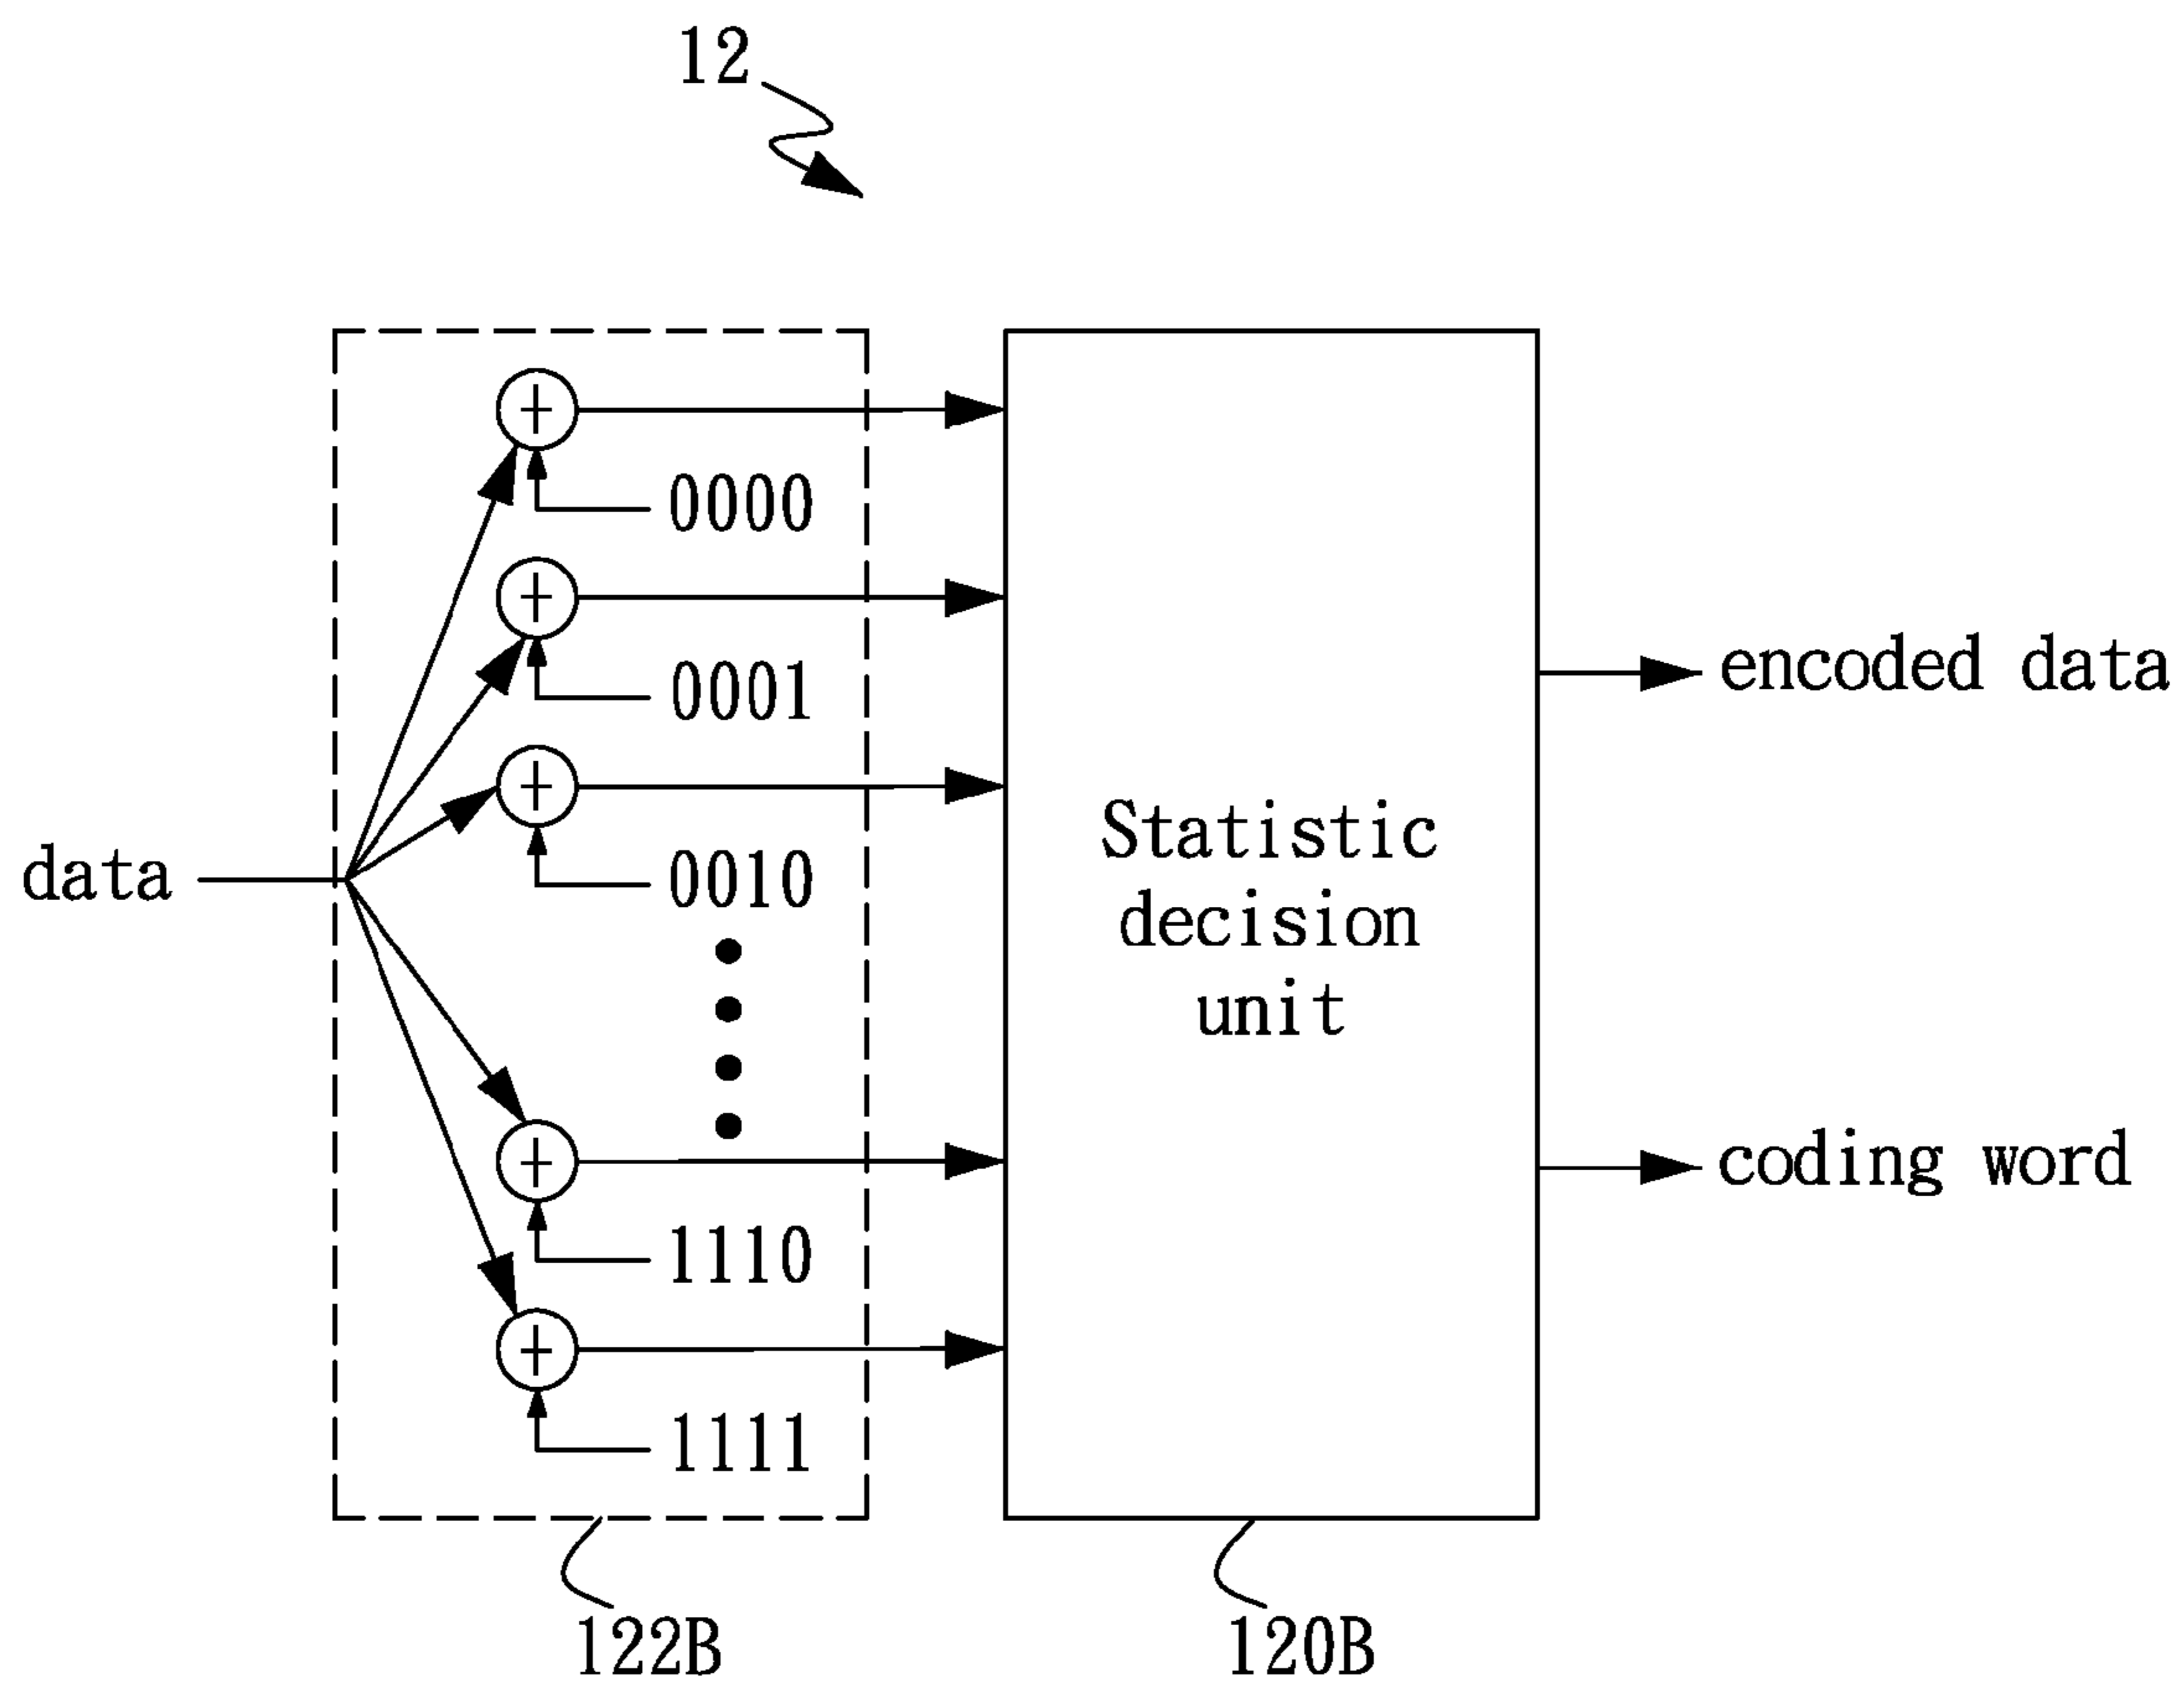 12
0000
0001
0010
1110
1111
data
Statistic
decision
unit
encoded data
coding word
122B
120B